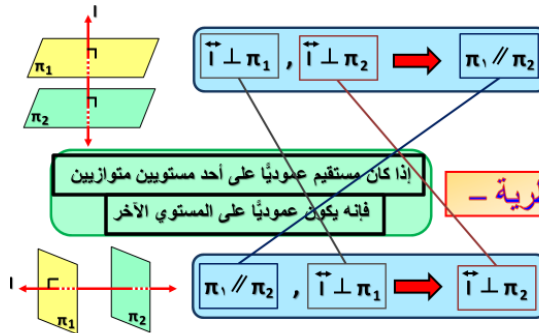 l
π₁
π₂
l ⊥ π₁ , l ⊥ π₂ ➡ π₁ // π₂
إذا كان مستقيم عموديًّا على أحد مستويين متوازيين
فإنه يكون عموديًّا على المستوي الآخر
l
π₁
π₂
π₁ // π₂ , l ⊥ π₁ ➡ l ⊥ π₂